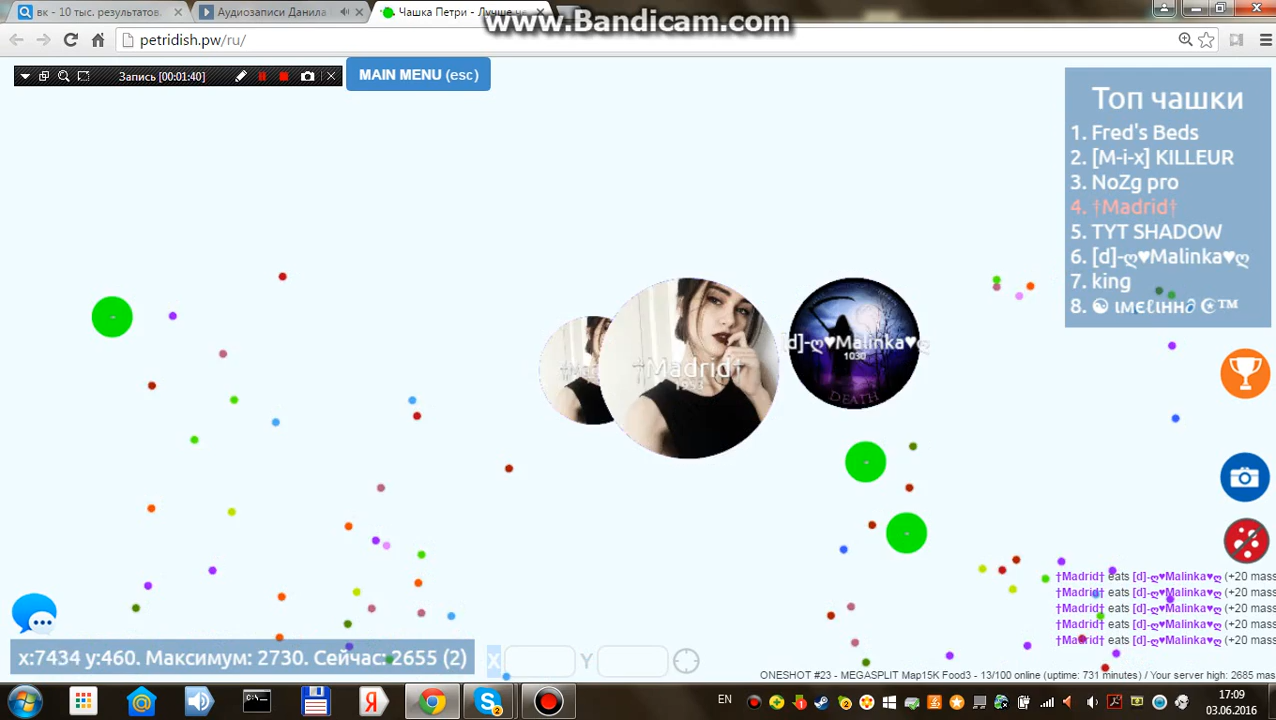 вк - 10 тыс. результатов
Аудиозаписи Данила
Чашка Петри - Лучше
www.Bandicam.com
petridish.pw/ru/
Запись [00:01:40]
MAIN MENU (esc)
Топ чашки
1. Fred's Beds
2. [M-i-x] KILLEUR
3. NoZg pro
4. †Madrid†
5. TYT SHADOW
6. [d]-ღ♥Malinka♥ღ
7. king
8. ☯ ιмєℓιнн∂ ☪™
†Madrid†
[d]-ღ♥Malinka♥ღ
1030
DEATH
†Madrid† eats [d]-ღ♥Malinka♥ღ (+20 mass
†Madrid† eats [d]-ღ♥Malinka♥ღ (+20 mass
†Madrid† eats [d]-ღ♥Malinka♥ღ (+20 mass
†Madrid† eats [d]-ღ♥Malinka♥ღ (+20 mass
†Madrid† eats [d]-ღ♥Malinka♥ღ (+20 mass
x:7434 y:460. Максимум: 2730. Сейчас: 2655 (2)
X Y
ONESHOT #23 - MEGASPLIT Map15K Food3 - 13/100 online (uptime: 731 minutes) / Your server high: 2685 mas
EN
17:09
03.06.2016